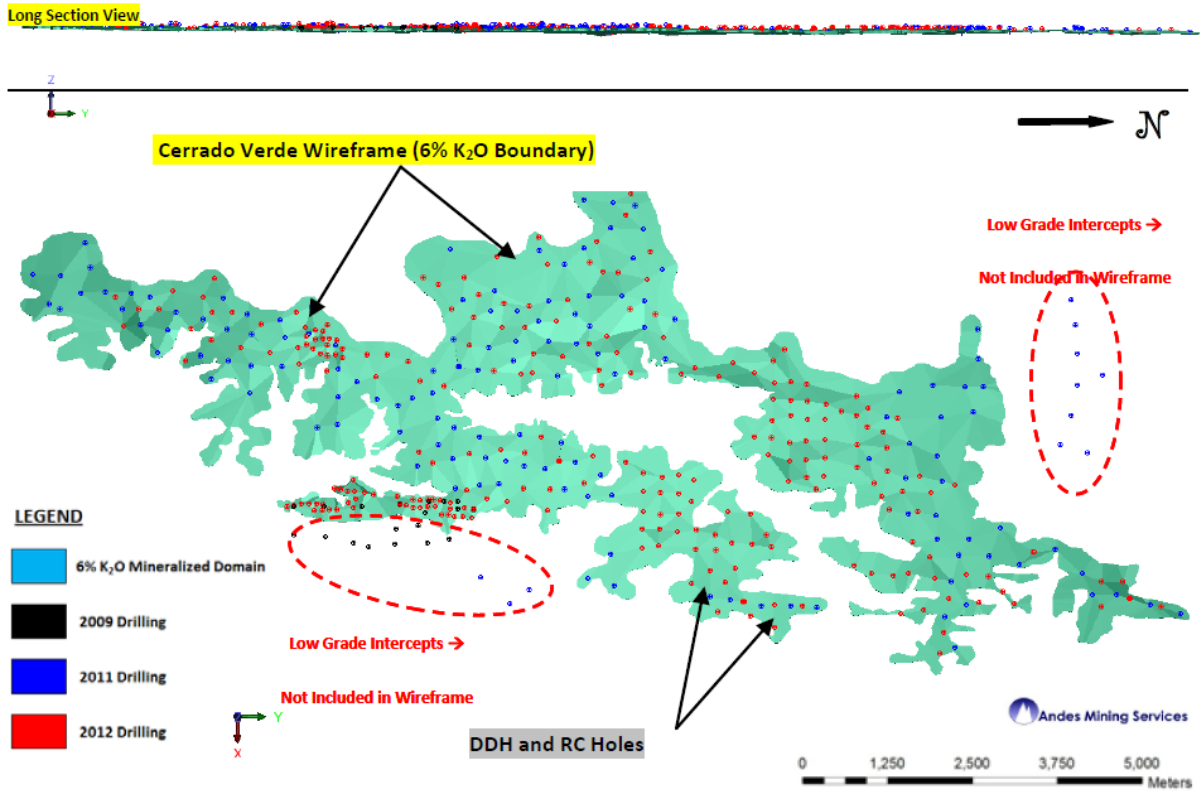 Long Section View
Z
Y
N
Cerrado Verde Wireframe (6% K₂O Boundary)
Low Grade Intercepts →
Not Included in Wireframe
LEGEND
6% K₂O Mineralized Domain
2009 Drilling
2011 Drilling
2012 Drilling
Low Grade Intercepts →
Not Included in Wireframe
Y
X
DDH and RC Holes
Andes Mining Services
0 1,250 2,500 3,750 5,000
Meters